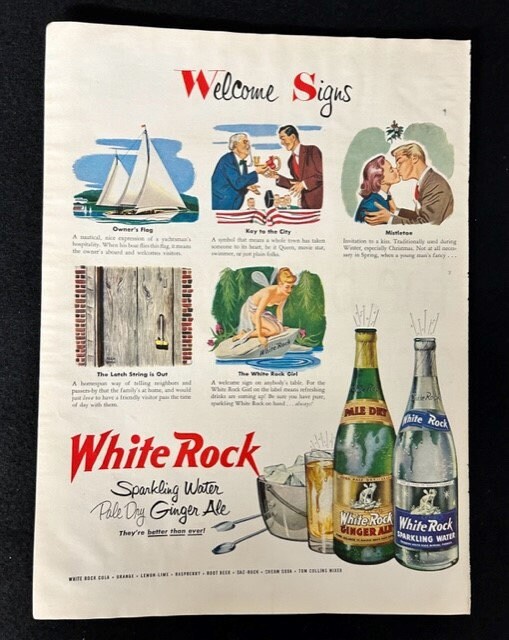 Welcome Signs
Owner's Flag
A nautical, nice expression of a yachtsman's
hospitality. When his boat flies this flag, it means
the owner's aboard and welcomes visitors.
Key to the City
A symbol that means a whole town has taken
someone to its heart, be it Queen, movie star,
or just plain folks.
Mistletoe
Invitation to a kiss. Traditionally used during
Winter, especially Christmas. Not at all
in Spring, when a young man's fancy . . .
The Latch String is Out
A homespun way of telling neighbors and
passers-by that the family's at home, and would
just love to have a friendly visitor pass the time
of day with them.
The White Rock Girl
A welcome sign on anybody's table. For the
White Rock Girl on the label means refreshing
drinks are coming up! Be sure you have pure,
sparkling White Rock on hand . . . always!
White Rock
Sparkling Water
Pale Dry Ginger Ale
They're better than ever!
PALE DRY
White Rock
GINGER ALE
White Rock
White Rock
SPARKLING WATER
WHITE ROCK COLA • ORANGE • LEMON-LIME • RASPBERRY • ROOT BEER • SAZ-ROCK • CREAM SODA • TOM COLLINS MIXER